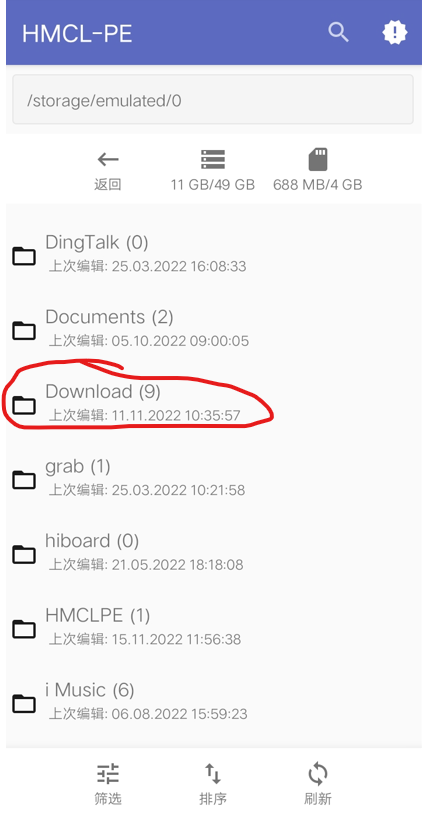 HMCL-PE
/storage/emulated/0
返回
11 GB/49 GB
688 MB/4 GB
DingTalk (0)
上次编辑: 25.03.2022 16:08:33
Documents (2)
上次编辑: 05.10.2022 09:00:05
Download (9)
上次编辑: 11.11.2022 10:35:57
grab (1)
上次编辑: 25.03.2022 10:21:58
hiboard (0)
上次编辑: 21.05.2022 18:18:08
HMCLPE (1)
上次编辑: 15.11.2022 11:56:38
i Music (6)
上次编辑: 06.08.2022 15:59:23
筛选
排序
刷新